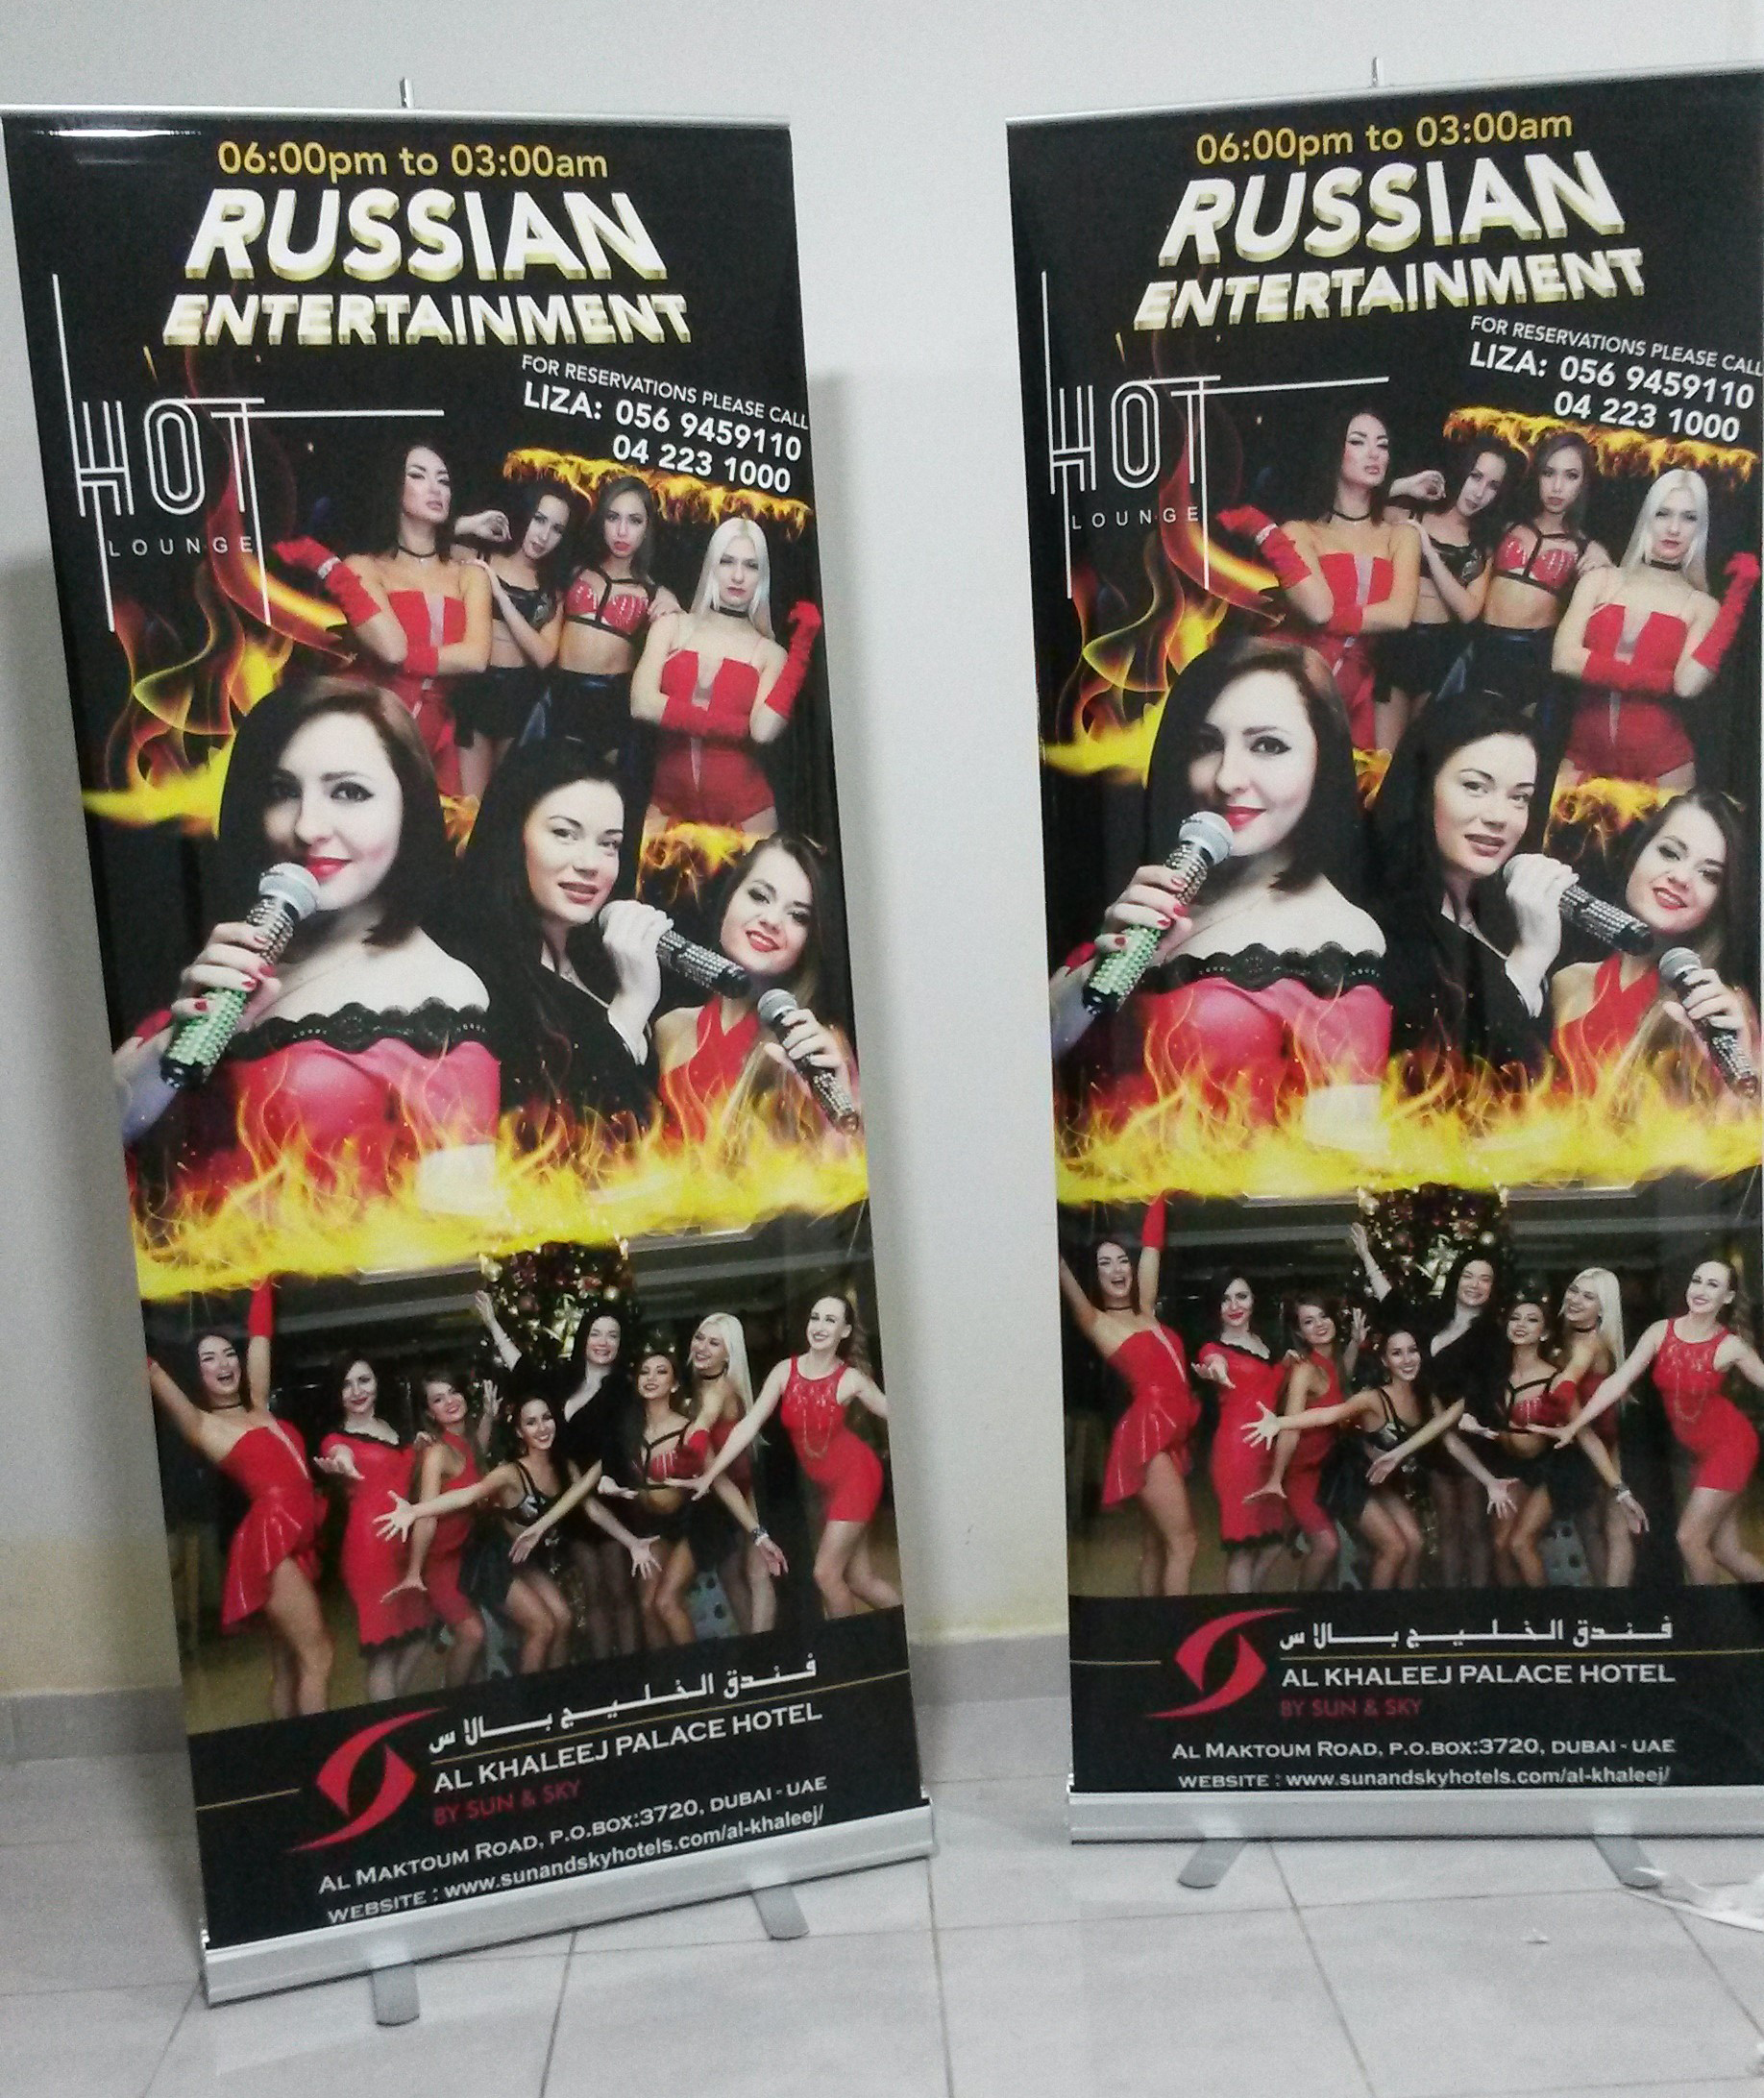 06:00pm to 03:00am
RUSSIAN
ENTERTAINMENT
FOR RESERVATIONS PLEASE CALL
LIZA: 056 9459110
04 223 1000
HOT
LOUNGE
فندق الخليج بالاس
AL KHALEEJ PALACE HOTEL
BY SUN & SKY
AL MAKTOUM ROAD, P.O.BOX:3720, DUBAI - UAE
WEBSITE : www.sunandskyhotels.com/al-khaleej/
06:00pm to 03:00am
RUSSIAN
ENTERTAINMENT
FOR RESERVATIONS PLEASE CALL
LIZA: 056 9459110
04 223 1000
HOT
LOUNGE
فندق الخليج بالاس
AL KHALEEJ PALACE HOTEL
BY SUN & SKY
AL MAKTOUM ROAD, P.O.BOX:3720, DUBAI - UAE
WEBSITE : www.sunandskyhotels.com/al-khaleej/